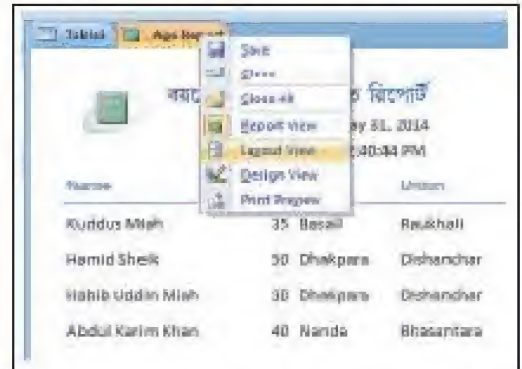 Table1 Age Report
Save
Close
Close All
Report View
Layout View
Design View
Print Preview
রিপোর্ট
ay 31, 2014
:40:44 PM
Name Union
Kuddus Miah 35 Basail Raukhali
Hamid Sheik 50 Dhakpara Dishanchar
Habib Uddin Miah 30 Dhakpara Dishanchar
Abdul Karim Khan 40 Nanda Bhasantara